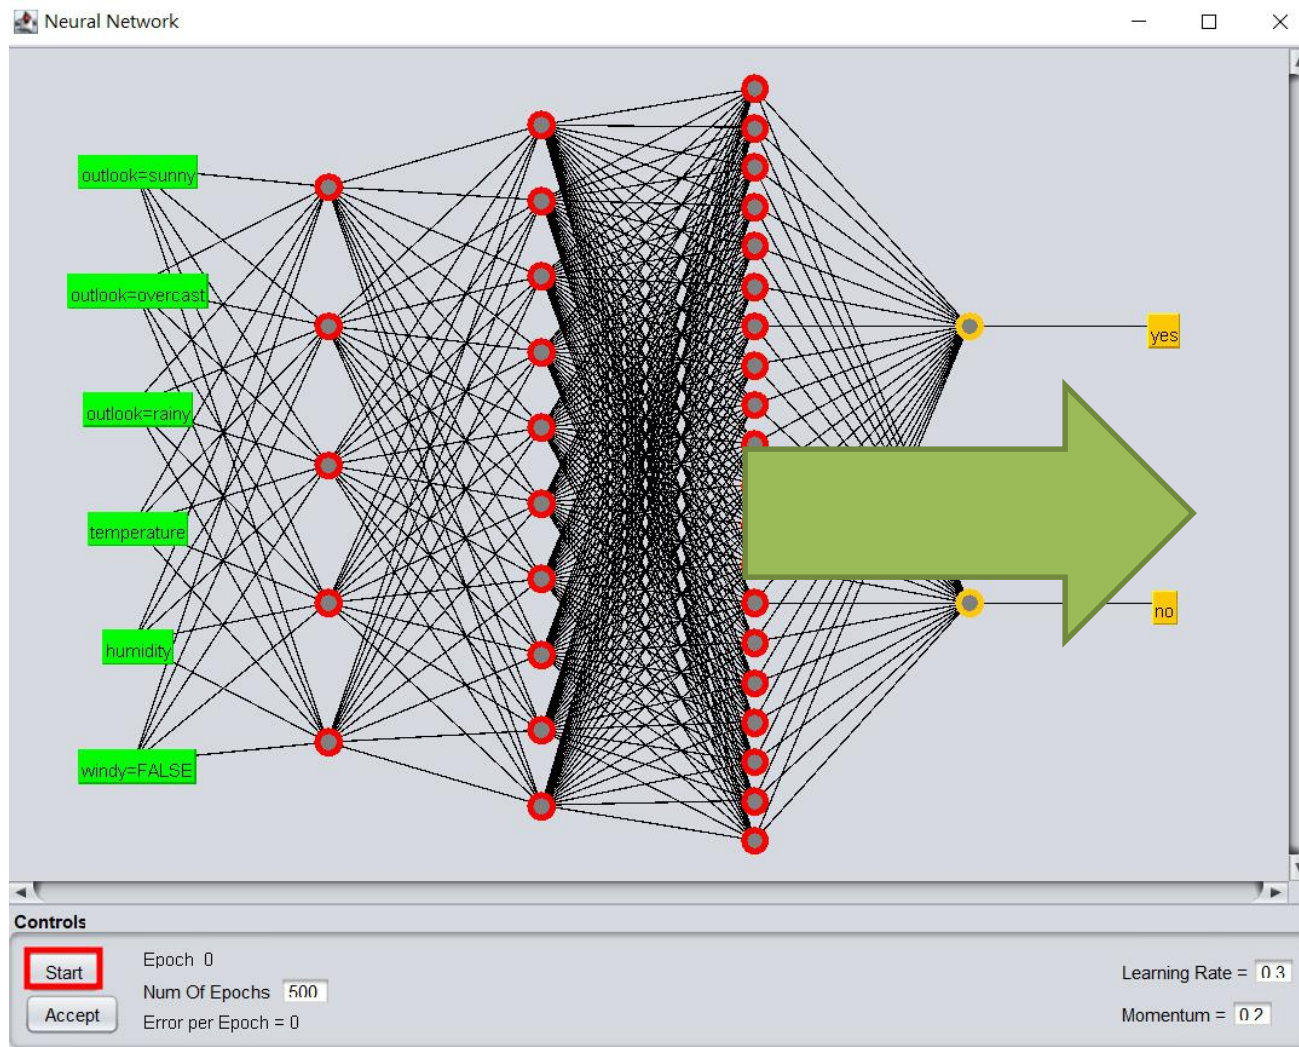 Neural Network
outlook=sunny
outlook=overcast
outlook=rainy
temperature
humidity
windy=FALSE
yes
no
Controls
Start
Accept
Epoch 0
Num Of Epochs 500
Error per Epoch = 0
Learning Rate = 0.3
Momentum = 0.2